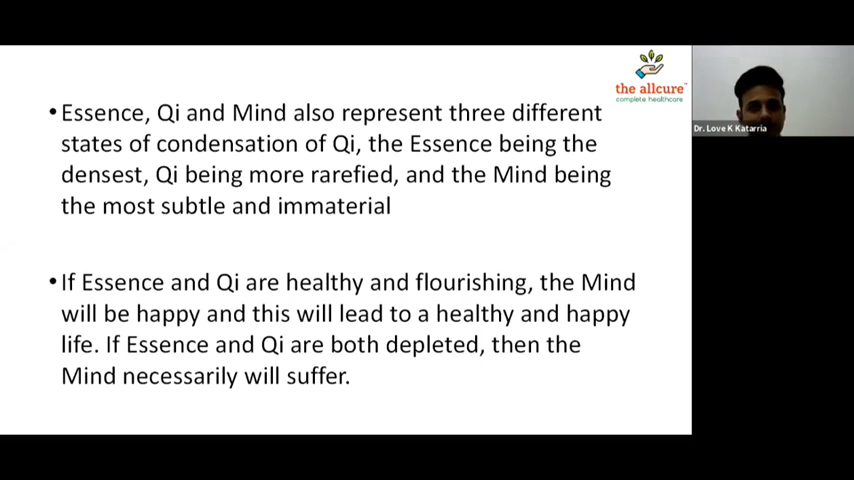 the allcure™
complete healthcare
• Essence, Qi and Mind also represent three different
states of condensation of Qi, the Essence being the
densest, Qi being more rarefied, and the Mind being
the most subtle and immaterial
• If Essence and Qi are healthy and flourishing, the Mind
will be happy and this will lead to a healthy and happy
life. If Essence and Qi are both depleted, then the
Mind necessarily will suffer.
Dr. Love K Katarria